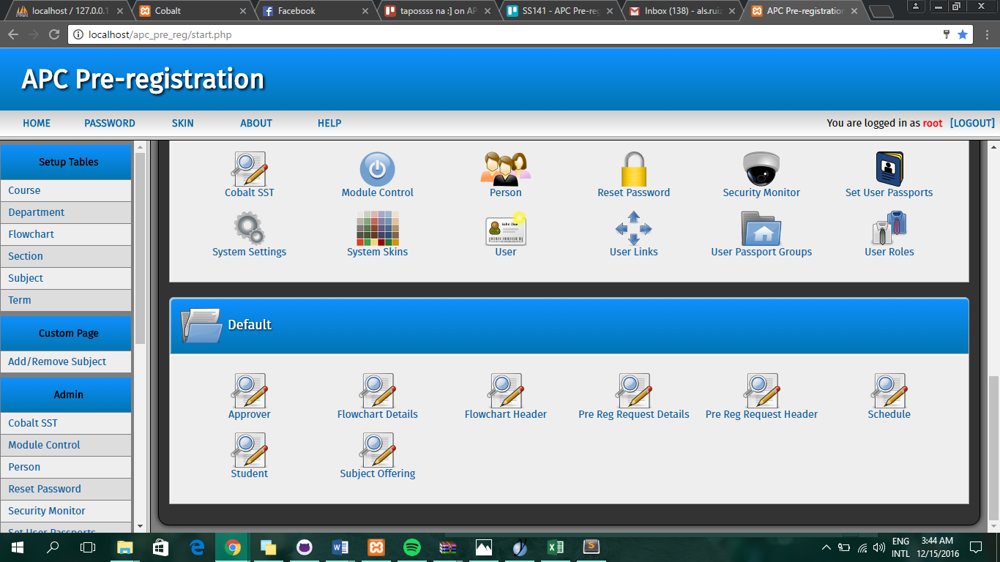 localhost / 127.0.0.1
Cobalt
Facebook
tapossss na :] on AP
SS141 - APC Pre-reg
Inbox (138) - als.ruiz
APC Pre-registration
localhost/apc_pre_reg/start.php
APC Pre-registration
HOME PASSWORD SKIN ABOUT HELP
You are logged in as root [LOGOUT]
Setup Tables
Course
Department
Flowchart
Section
Subject
Term
Custom Page
Add/Remove Subject
Admin
Cobalt SST
Module Control
Person
Reset Password
Security Monitor
Set User Passports
Cobalt SST Module Control Person Reset Password Security Monitor Set User Passports
John Doe
System Settings System Skins User User Links User Passport Groups User Roles
Default
Approver Flowchart Details Flowchart Header Pre Reg Request Details Pre Reg Request Header Schedule
Student Subject Offering
ENG
INTL
3:44 AM
12/15/2016